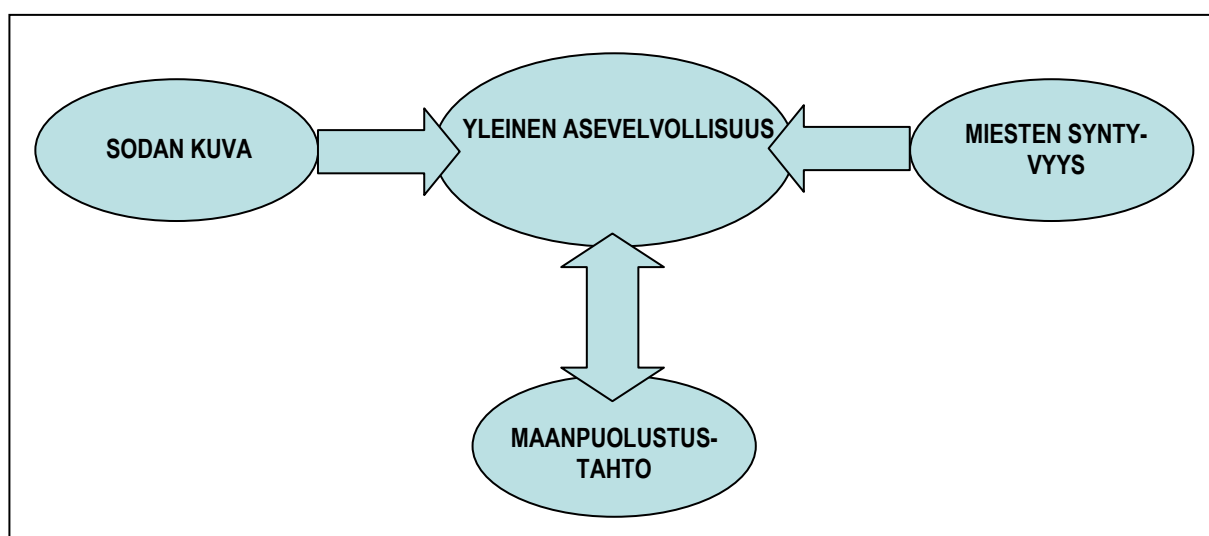 SODAN KUVA
YLEINEN ASEVELVOLLISUUS
MIESTEN SYNTY-
VYYS
MAANPUOLUSTUS-
TAHTO